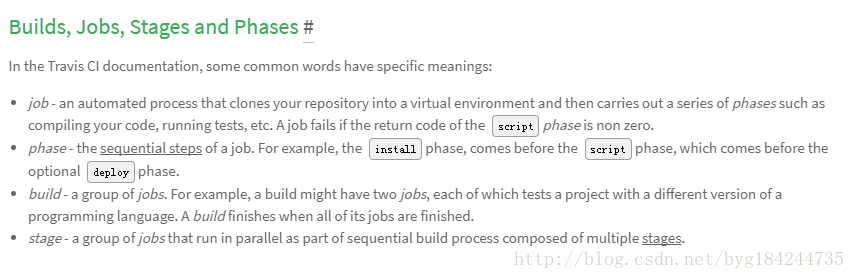 Builds, Jobs, Stages and Phases #
In the Travis CI documentation, some common words have specific meanings:
• job - an automated process that clones your repository into a virtual environment and then carries out a series of phases such as
compiling your code, running tests, etc. A job fails if the return code of the script phase is non zero.
• phase - the sequential steps of a job. For example, the install phase, comes before the script phase, which comes before the
optional deploy phase.
• build - a group of jobs. For example, a build might have two jobs, each of which tests a project with a different version of a
programming language. A build finishes when all of its jobs are finished.
• stage - a group of jobs that run in parallel as part of sequential build process composed of multiple stages.
http://blog.csdn.net/byg184244735